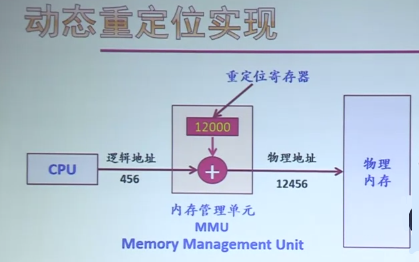 动态重定位实现
重定位寄存器
12000
CPU
逻辑地址
456
+
物理地址
12456
物理
内存
内存管理单元
MMU
Memory Management Unit